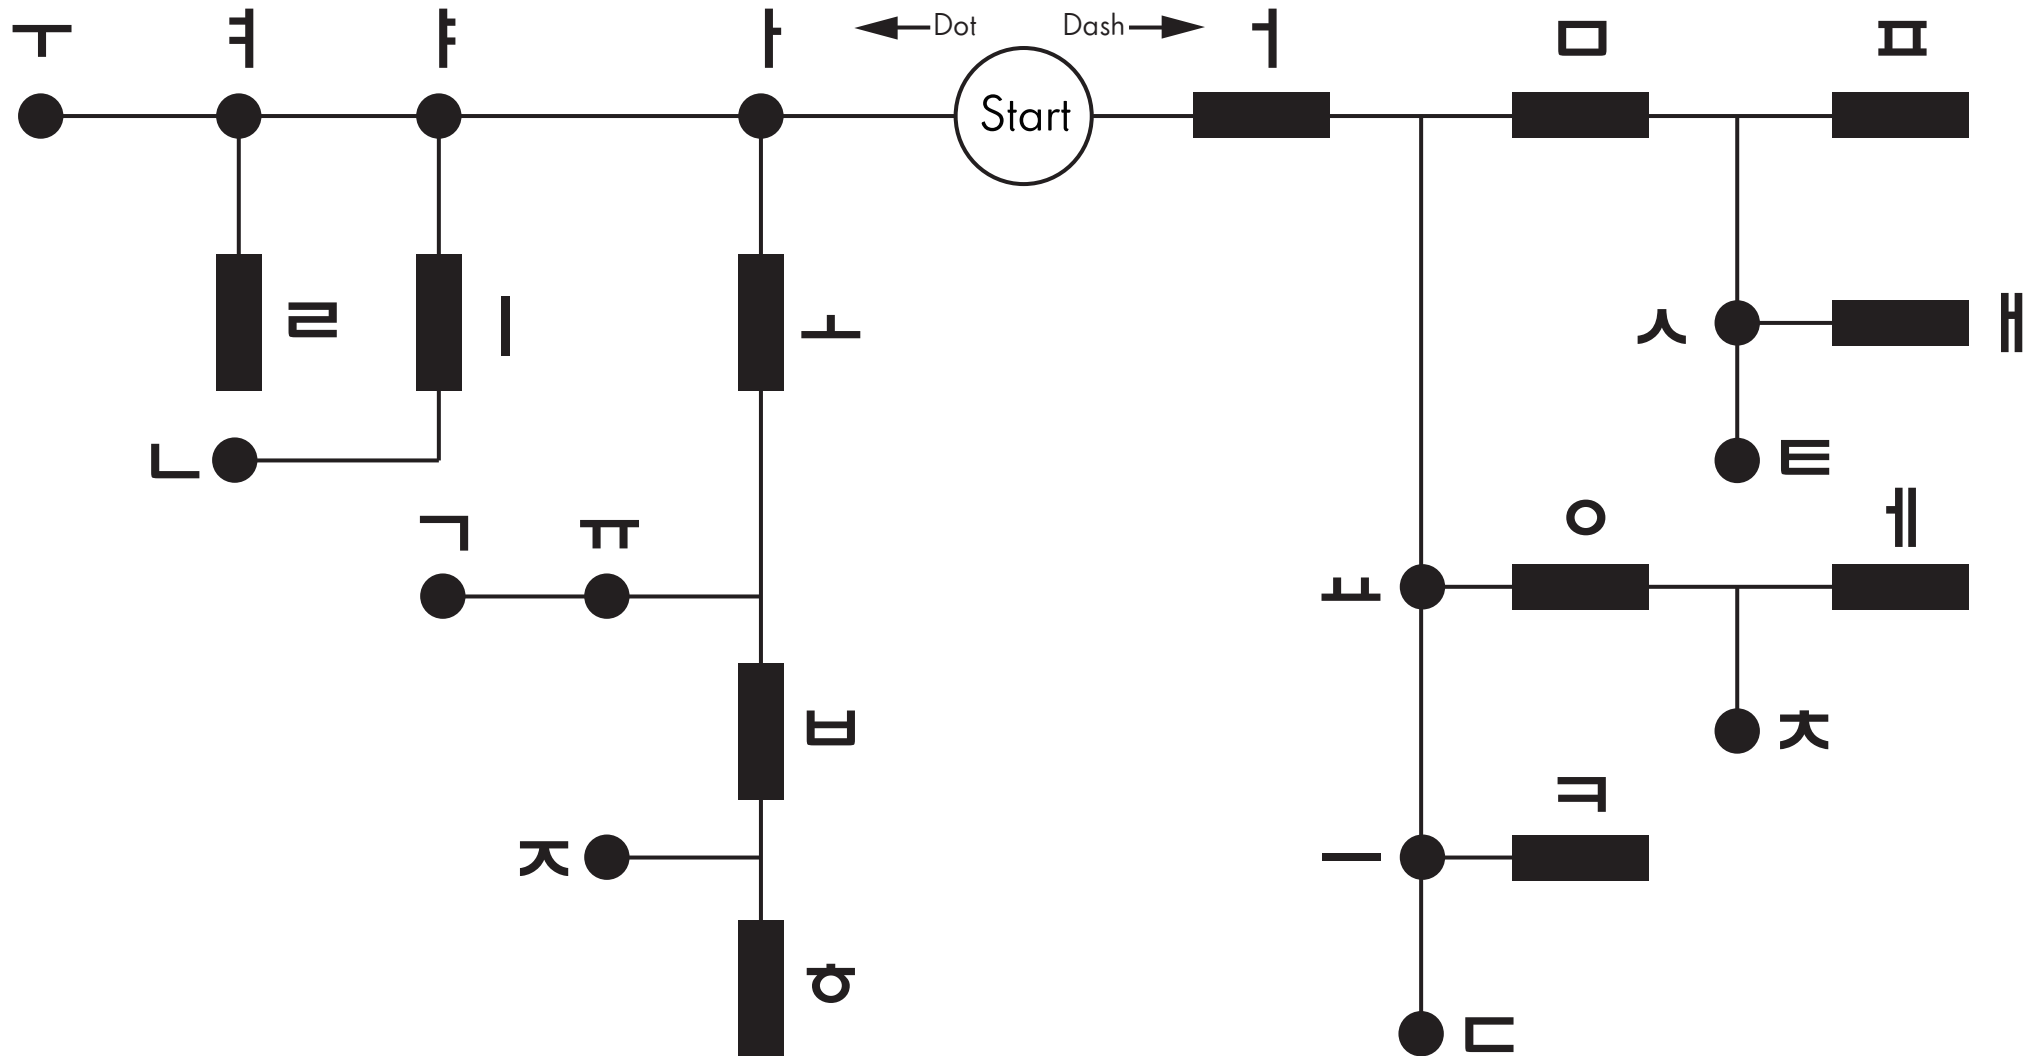 ㅜ ㅕ ㅑ ㅏ Dot Dash ㅓ ㅁ ㅍ
Start
ㄹ ㅣ ㅗ ㅅ ㅐ
ㄴ ㅌ
ㄱ ㅠ ㅇ ㅔ
ㅛ
ㅂ ㅊ
ㅋ
ㅈ ㅡ
ㅎ
ㄷ